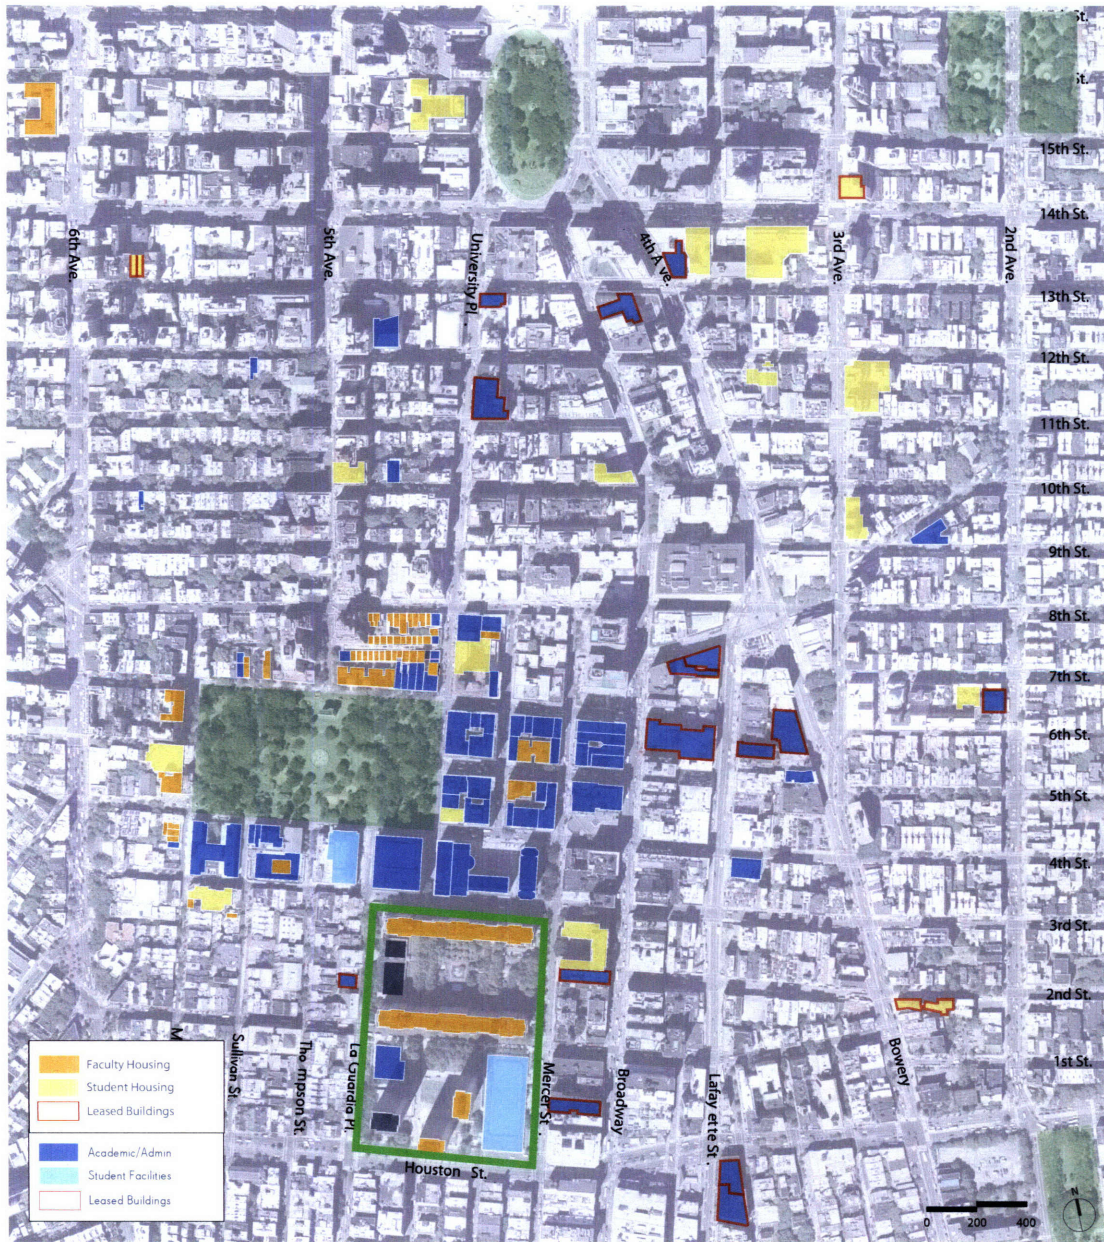 St.
St.
15th St.
14th St.
6th Ave.
5th Ave.
University Pl.
4th A ve.
3rd Ave.
2nd Ave.
13th St.
12th St.
11th St.
10th St.
9th St.
8th St.
7th St.
6th St.
5th St.
4th St.
3rd St.
2nd St.
1st St.
M
Sullivan St.
Tho mpson St.
La Guardia Pl.
Mercer St.
Broadway
Lafay ette St.
Bowery
Houston St.
Faculty Housing
Student Housing
Leased Buildings
Academic/Admin
Student Facilities
Leased Buildings
N
0 200 400